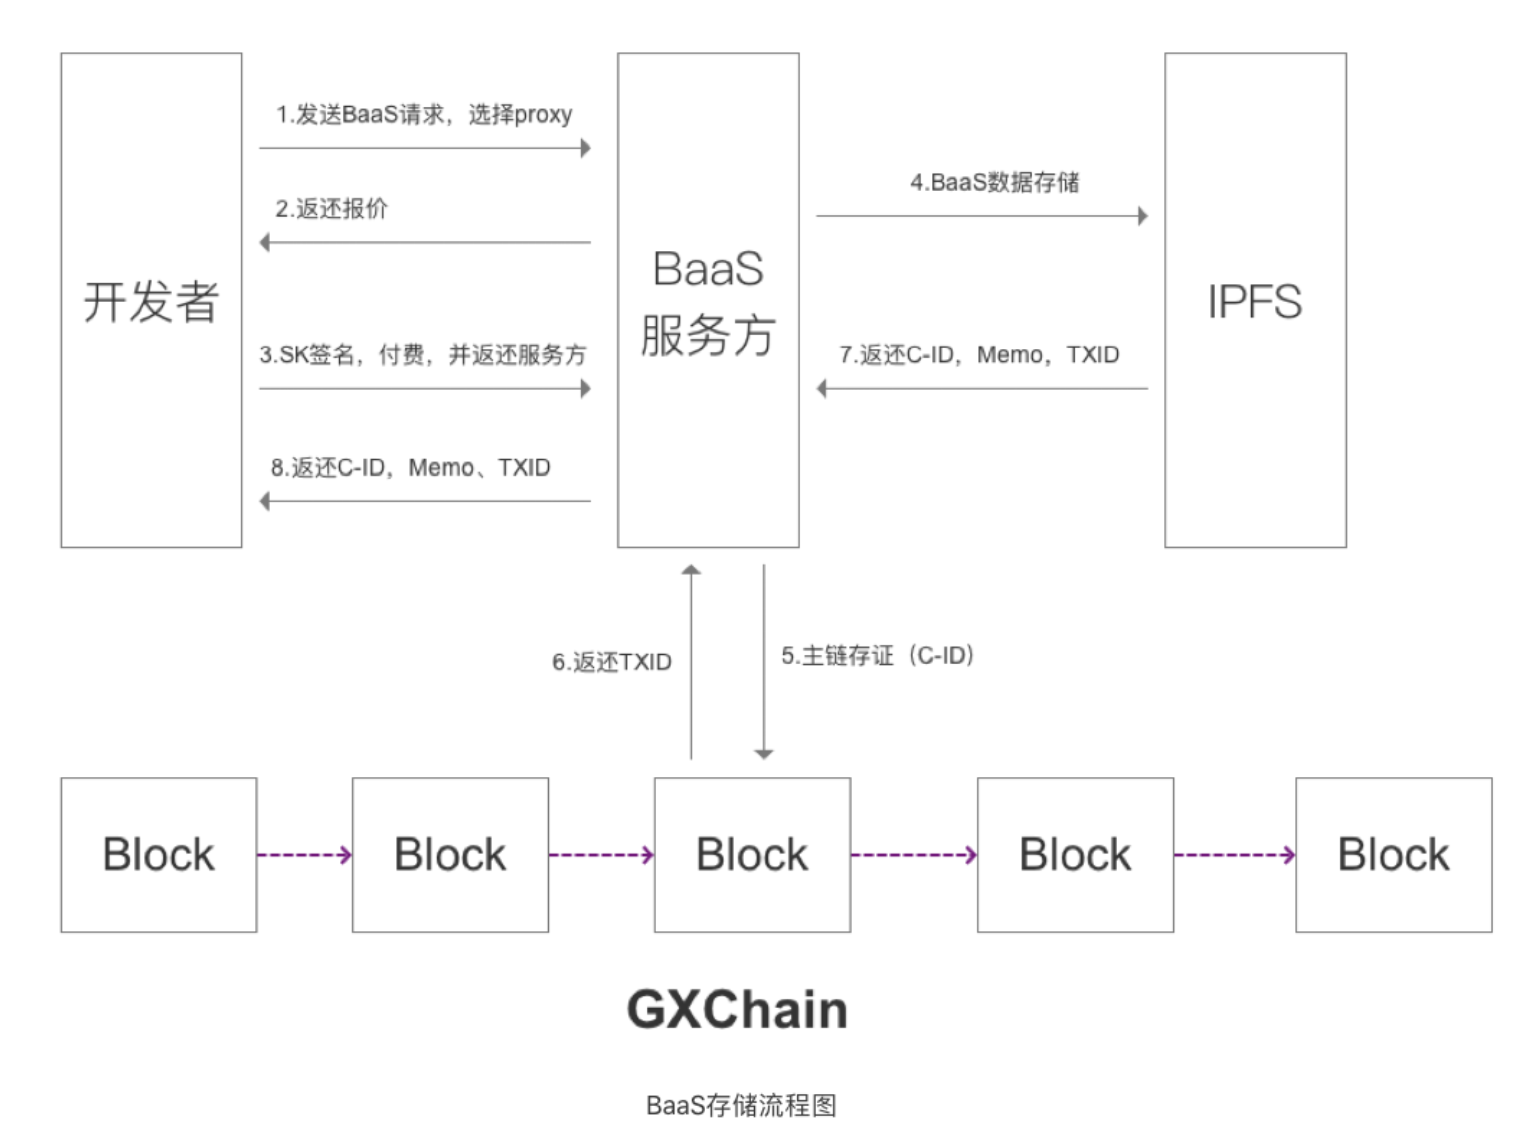 1.发送BaaS请求，选择proxy
4.BaaS数据存储
2.返还报价
开发者
BaaS
服务方
IPFS
3.SK签名，付费，并返还服务方
7.返还C-ID，Memo，TXID
8.返还C-ID，Memo、TXID
6.返还TXID
5.主链存证（C-ID）
Block
Block
Block
Block
Block
GXChain
BaaS存储流程图